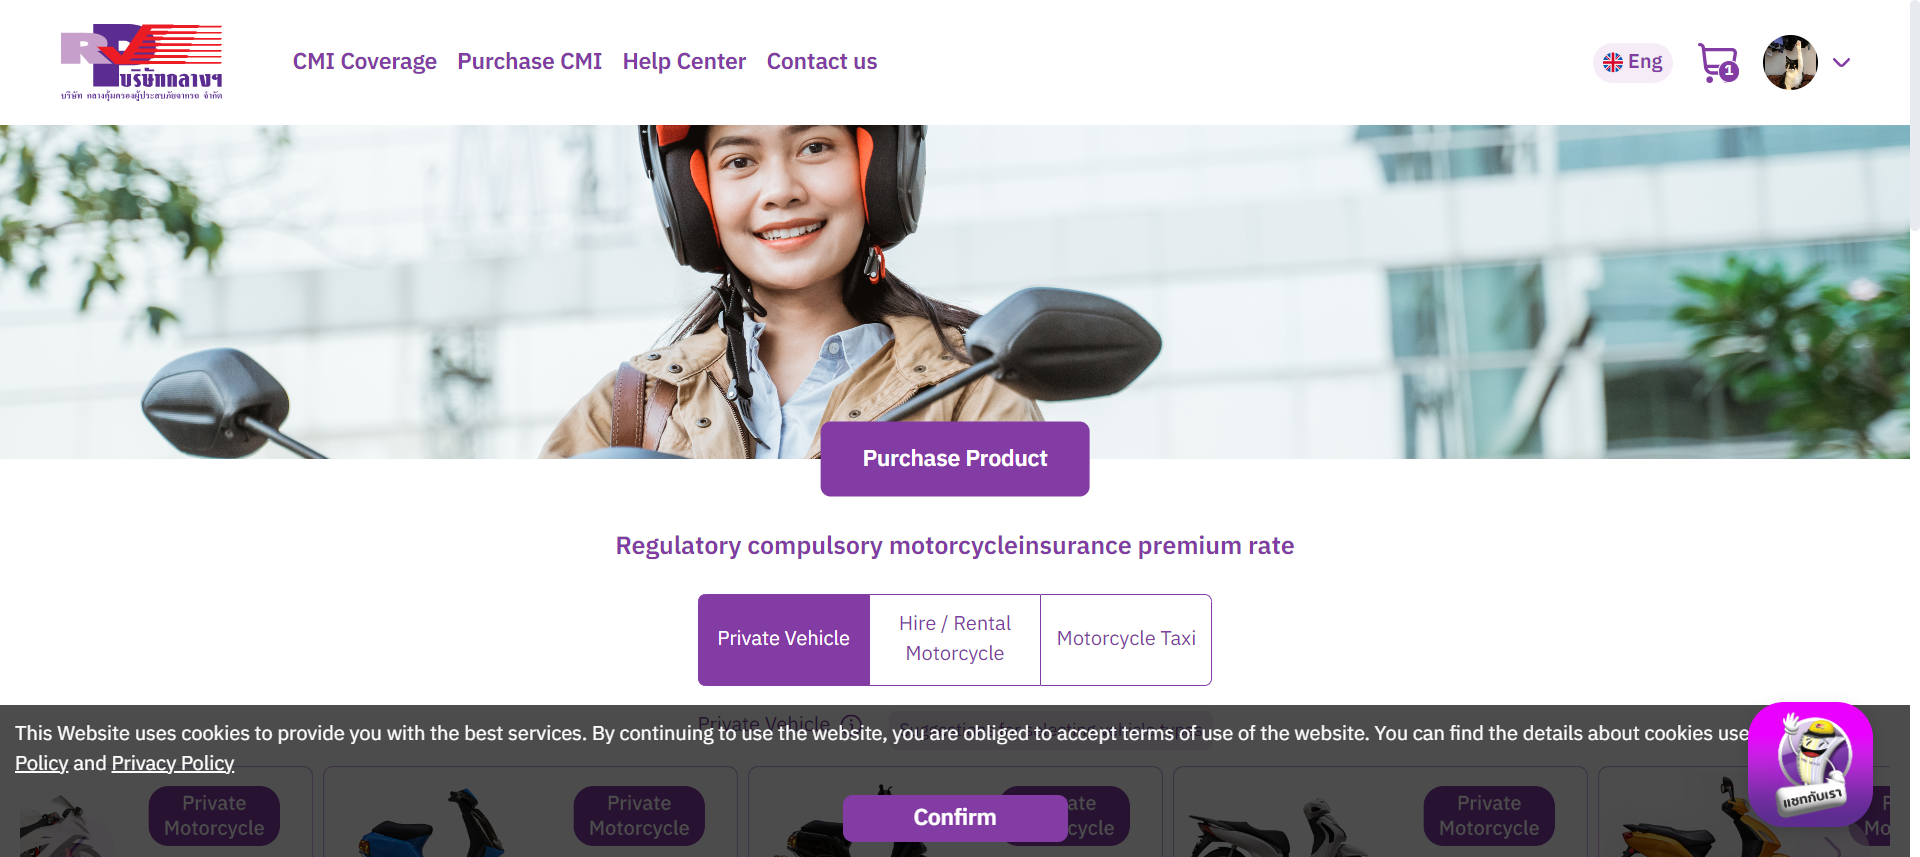 RP
บริษัทกลางฯ
บริษัท กลางคุ้มครองผู้ประสบภัยจากรถ จำกัด
CMI Coverage
Purchase CMI
Help Center
Contact us
Eng
1
Purchase Product
Regulatory compulsory motorcycleinsurance premium rate
Private Vehicle
Hire / Rental
Motorcycle
Motorcycle Taxi
Private Vehicle
Suggestions for selecting vehicle types
This Website uses cookies to provide you with the best services. By continuing to use the website, you are obliged to accept terms of use of the website. You can find the details about cookies use
Policy and Privacy Policy
แชทกับเรา
Private
Motorcycle
Private
Motorcycle
Private
Motorcycle
Confirm